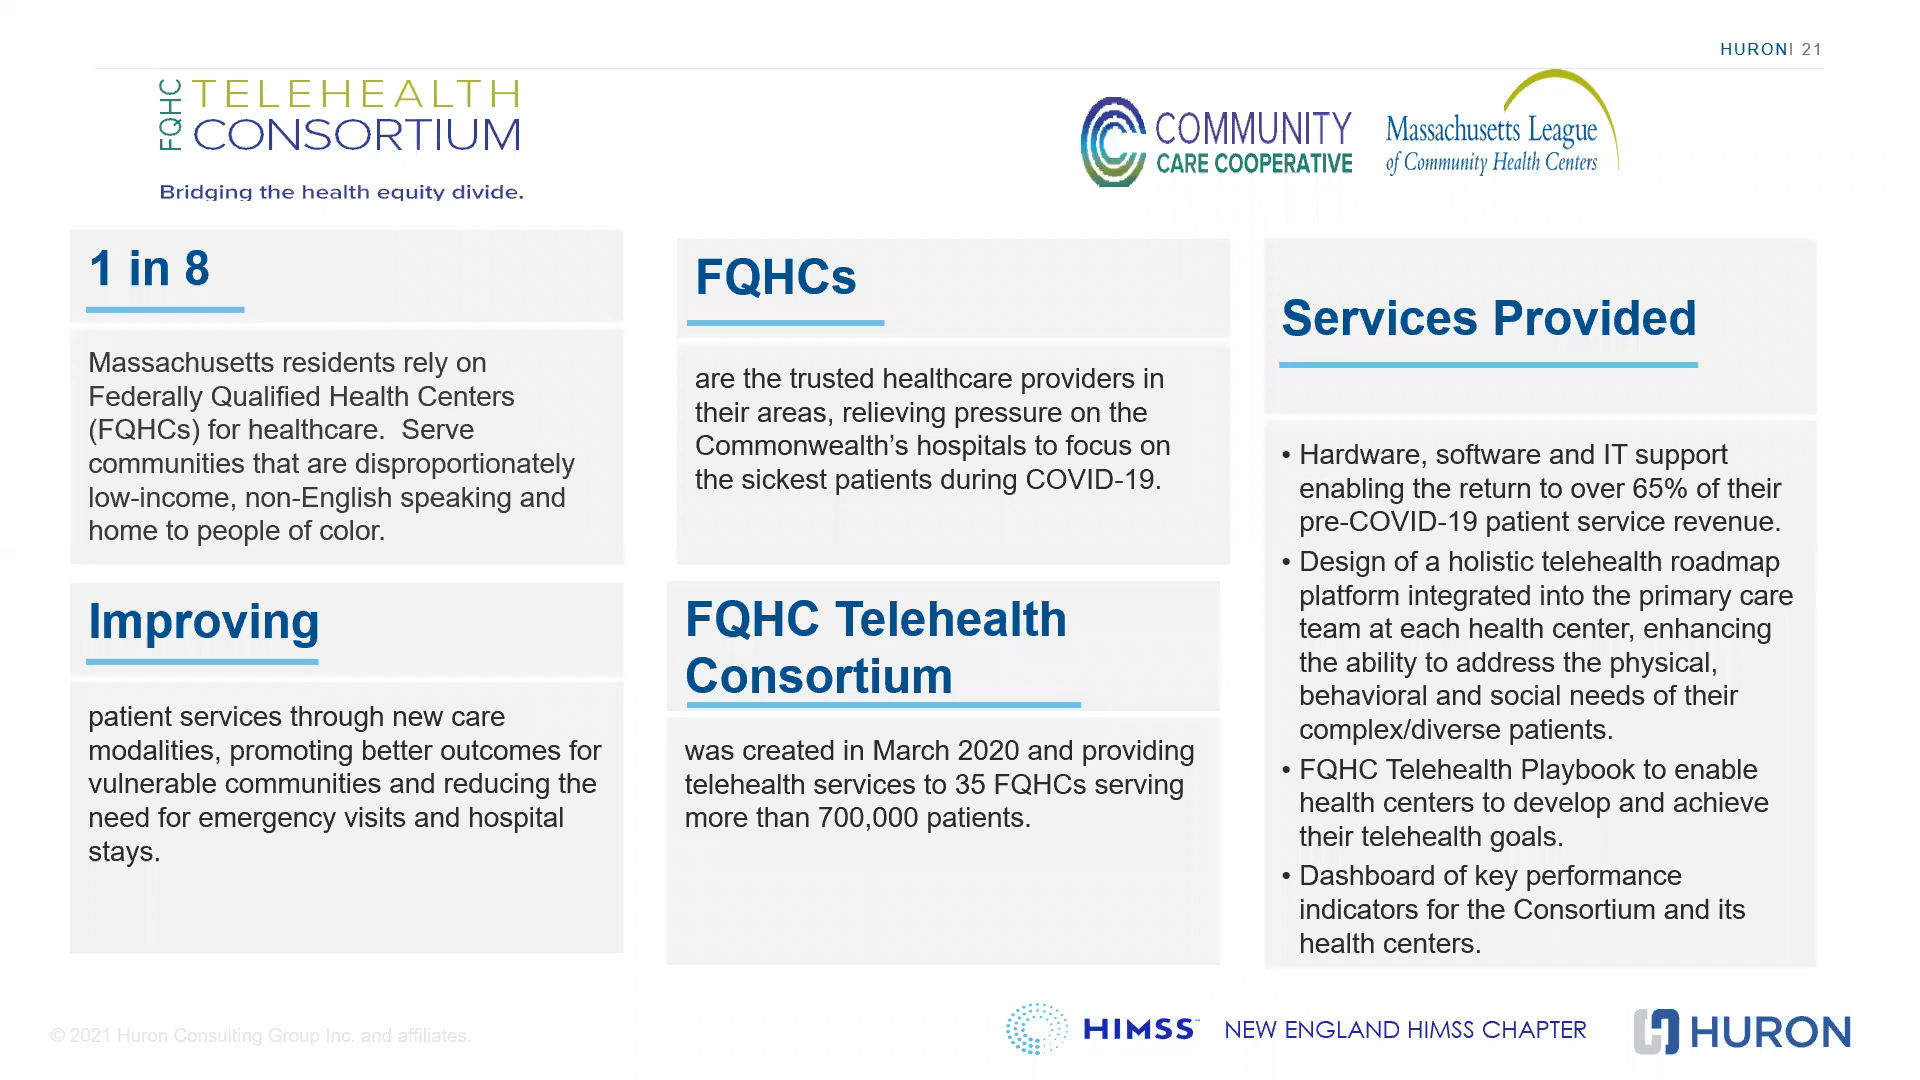 HURON| 21
FQHC
TELEHEALTH
CONSORTIUM
Bridging the health equity divide.
COMMUNITY
CARE COOPERATIVE
Massachusetts League
of Community Health Centers
1 in 8
Massachusetts residents rely on
Federally Qualified Health Centers
(FQHCs) for healthcare.  Serve
communities that are disproportionately
low-income, non-English speaking and
home to people of color.
FQHCs
are the trusted healthcare providers in
their areas, relieving pressure on the
Commonwealth’s hospitals to focus on
the sickest patients during COVID-19.
Improving
patient services through new care
modalities, promoting better outcomes for
vulnerable communities and reducing the
need for emergency visits and hospital
stays.
FQHC Telehealth
Consortium
was created in March 2020 and providing
telehealth services to 35 FQHCs serving
more than 700,000 patients.
Services Provided
• Hardware, software and IT support
enabling the return to over 65% of their
pre-COVID-19 patient service revenue.
• Design of a holistic telehealth roadmap
platform integrated into the primary care
team at each health center, enhancing
the ability to address the physical,
behavioral and social needs of their
complex/diverse patients.
• FQHC Telehealth Playbook to enable
health centers to develop and achieve
their telehealth goals.
• Dashboard of key performance
indicators for the Consortium and its
health centers.
© 2021 Huron Consulting Group Inc. and affiliates.
HIMSS
NEW ENGLAND HIMSS CHAPTER
HURON